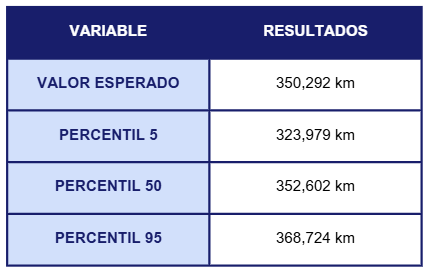 VARIABLE RESULTADOS
VALOR ESPERADO 350,292 km
PERCENTIL 5 323,979 km
PERCENTIL 50 352,602 km
PERCENTIL 95 368,724 km